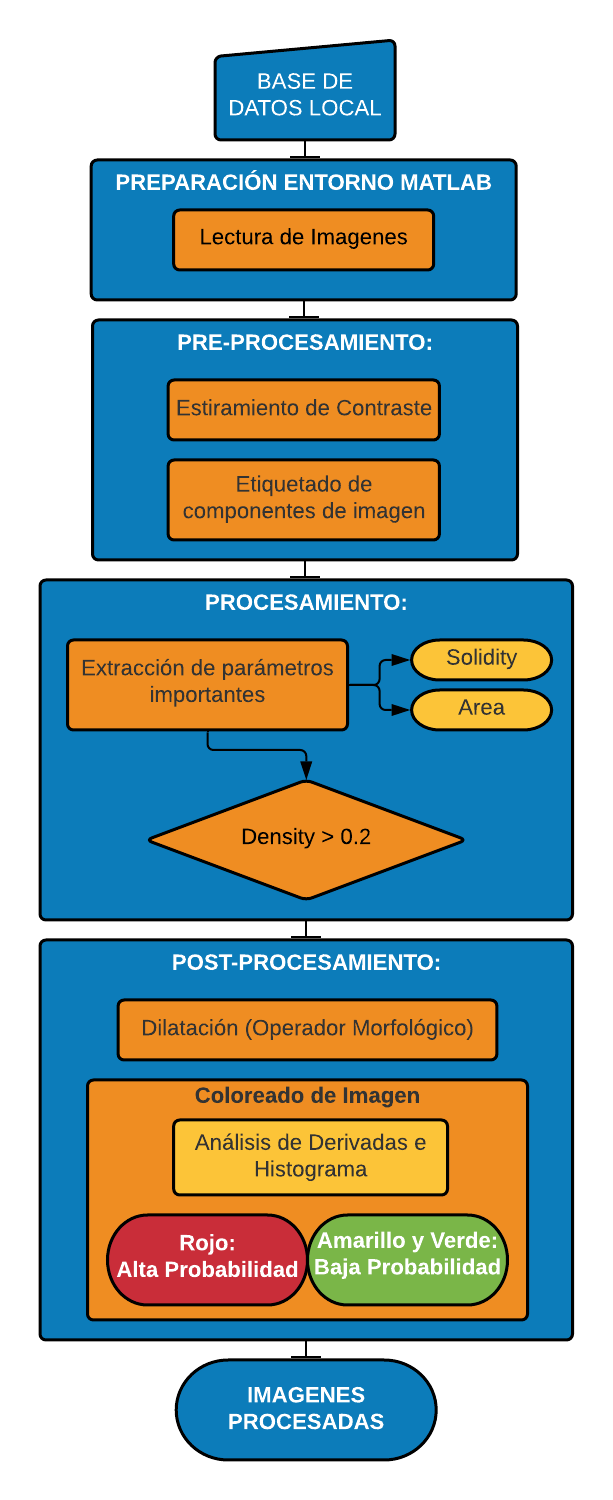 BASE DE
DATOS LOCAL
PREPARACIÓN ENTORNO MATLAB
Lectura de Imagenes
PRE-PROCESAMIENTO:
Estiramiento de Contraste
Etiquetado de
componentes de imagen
PROCESAMIENTO:
Extracción de parámetros
importantes
Solidity
Area
Density > 0.2
POST-PROCESAMIENTO:
Dilatación (Operador Morfológico)
Coloreado de Imagen
Análisis de Derivadas e
Histograma
Rojo:
Alta Probabilidad
Amarillo y Verde:
Baja Probabilidad
IMAGENES
PROCESADAS